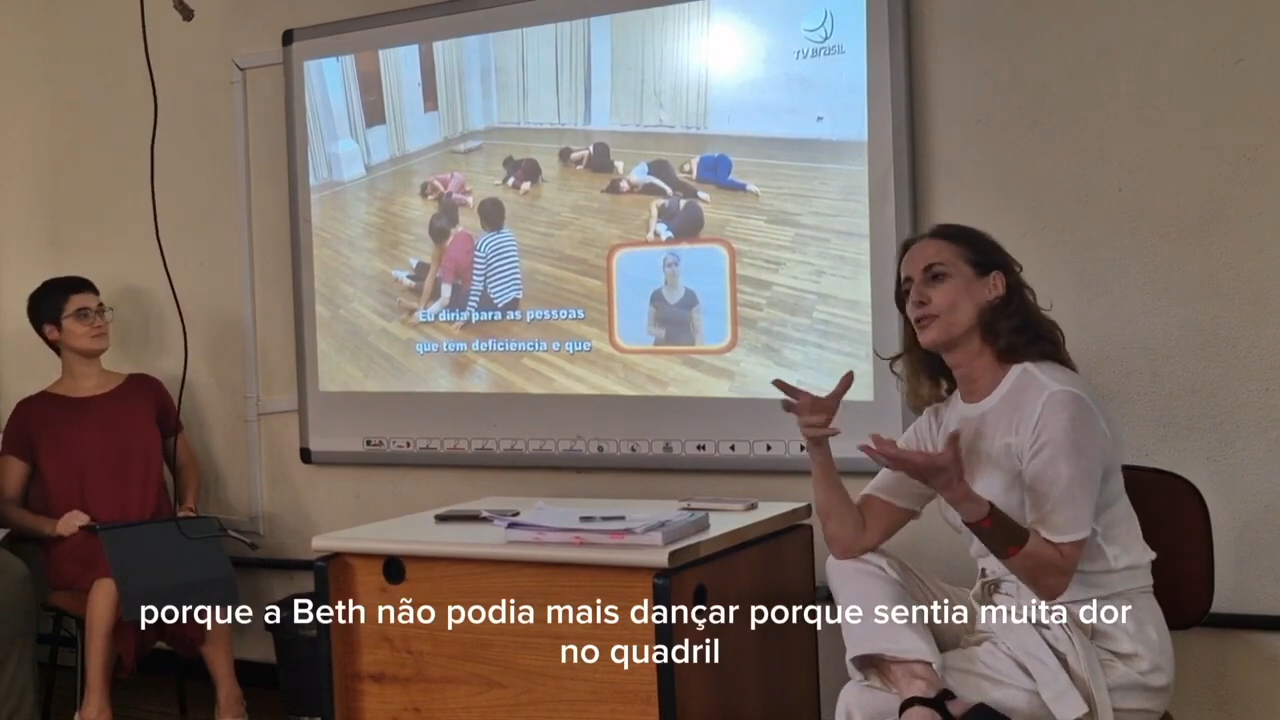 TV BRASIL
Eu diria para as pessoas
que têm deficiência e que
porque a Beth não podia mais dançar porque sentia muita dor
no quadril